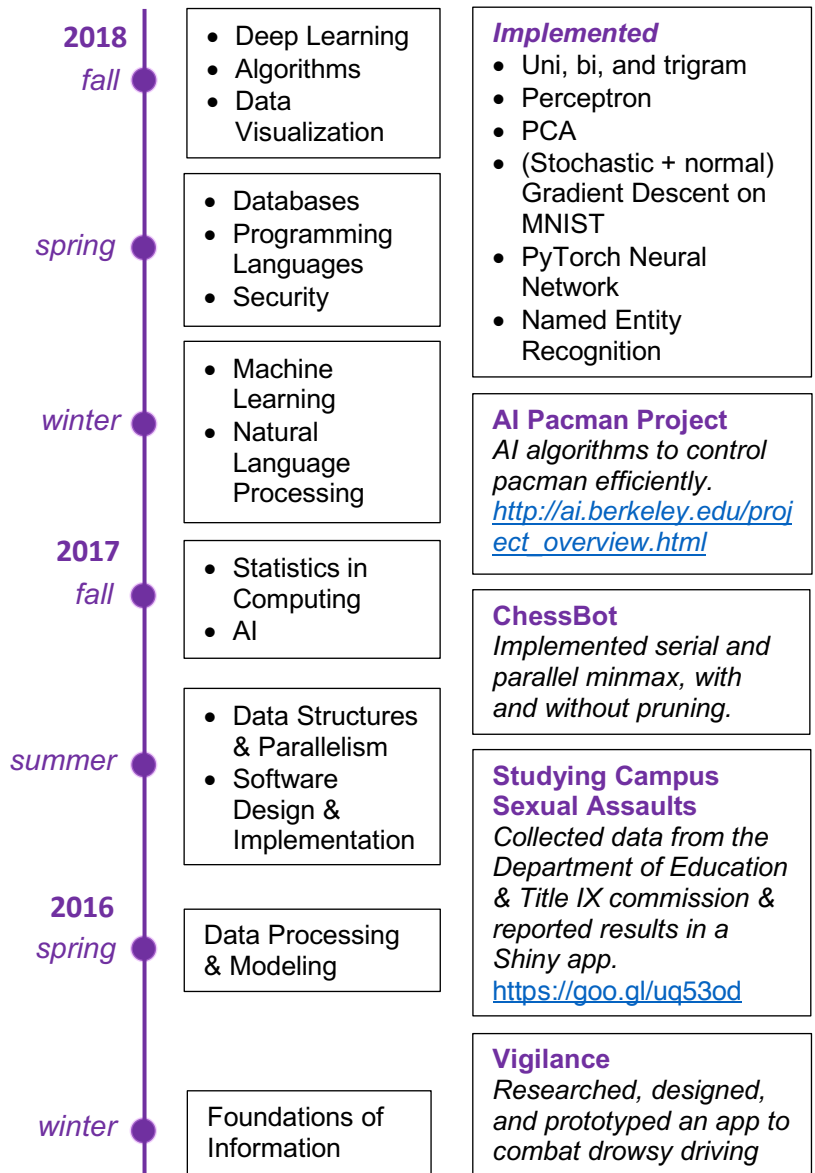 2018
fall
• Deep Learning
• Algorithms
• Data
Visualization
spring
• Databases
• Programming
Languages
• Security
winter
• Machine
Learning
• Natural
Language
Processing
2017
fall
• Statistics in
Computing
• AI
summer
• Data Structures
& Parallelism
• Software
Design &
Implementation
2016
spring
Data Processing
& Modeling
winter
Foundations of
Information
Implemented
• Uni, bi, and trigram
• Perceptron
• PCA
• (Stochastic + normal)
Gradient Descent on
MNIST
• PyTorch Neural
Network
• Named Entity
Recognition
AI Pacman Project
AI algorithms to control
pacman efficiently.
http://ai.berkeley.edu/proj
ect_overview.html
ChessBot
Implemented serial and
parallel minmax, with
and without pruning.
Studying Campus
Sexual Assaults
Collected data from the
Department of Education
& Title IX commission &
reported results in a
Shiny app.
https://goo.gl/uq53od
Vigilance
Researched, designed,
and prototyped an app to
combat drowsy driving